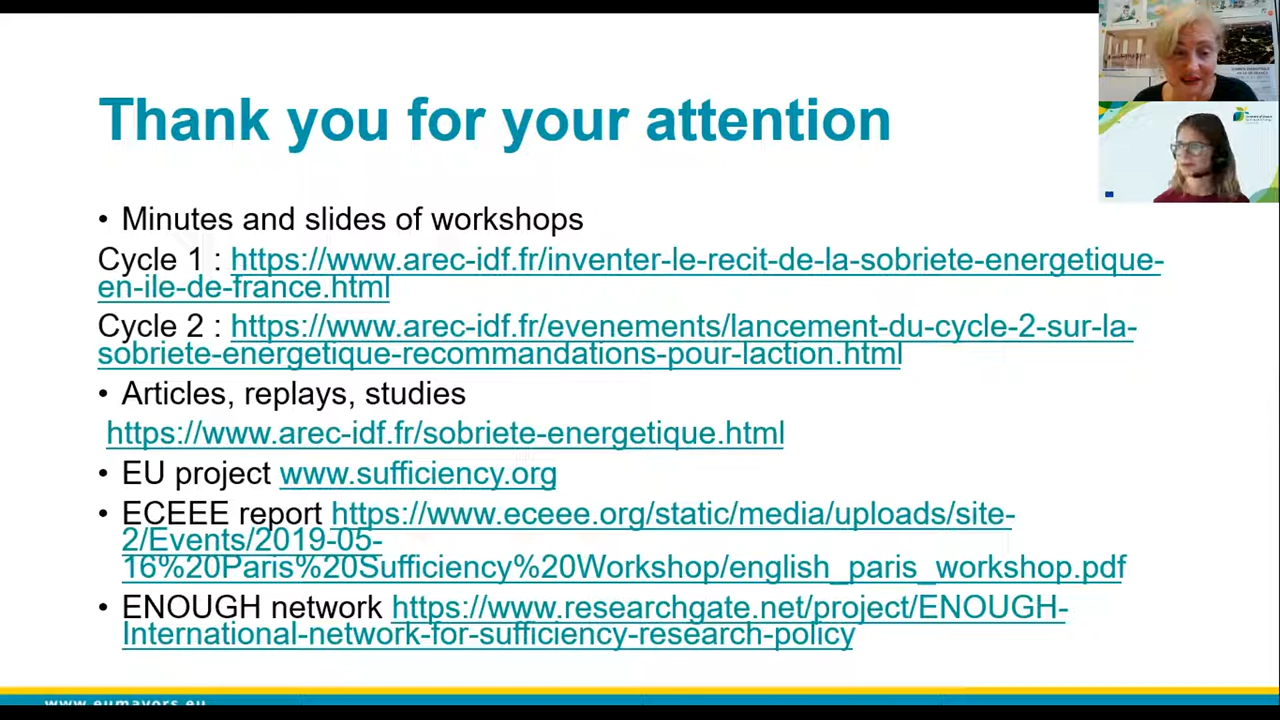 Thank you for your attention
• Minutes and slides of workshops
Cycle 1 : https://www.arec-idf.fr/inventer-le-recit-de-la-sobriete-energetique-
en-ile-de-france.html
Cycle 2 : https://www.arec-idf.fr/evenements/lancement-du-cycle-2-sur-la-
sobriete-energetique-recommandations-pour-laction.html
• Articles, replays, studies
https://www.arec-idf.fr/sobriete-energetique.html
• EU project www.sufficiency.org
• ECEEE report https://www.eceee.org/static/media/uploads/site-
2/Events/2019-05-
16%20Paris%20Sufficiency%20Workshop/english_paris_workshop.pdf
• ENOUGH network https://www.researchgate.net/project/ENOUGH-
International-network-for-sufficiency-research-policy
www.eumayors.eu